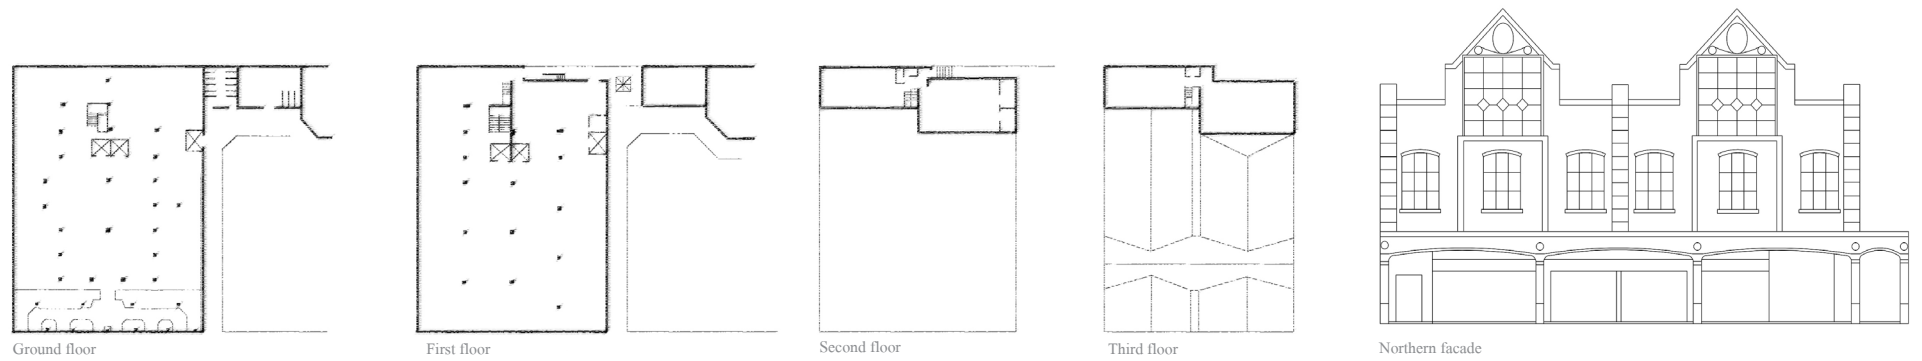 Ground floor
First floor
Second floor
Third floor
Northern facade